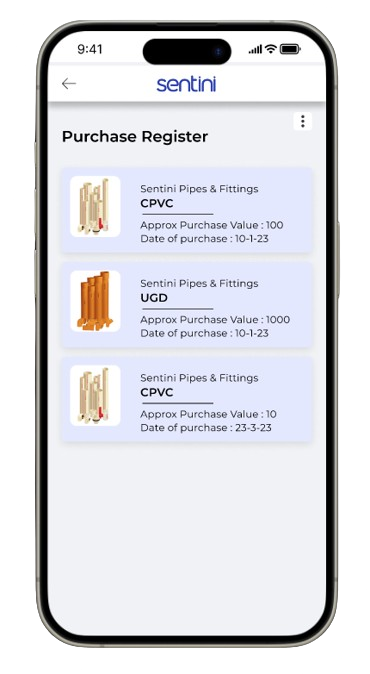 9:41
sentini
Purchase Register
Sentini Pipes & Fittings
CPVC
Approx Purchase Value : 100
Date of purchase : 10-1-23
Sentini Pipes & Fittings
UGD
Approx Purchase Value : 1000
Date of purchase : 10-1-23
Sentini Pipes & Fittings
CPVC
Approx Purchase Value : 10
Date of purchase : 23-3-23